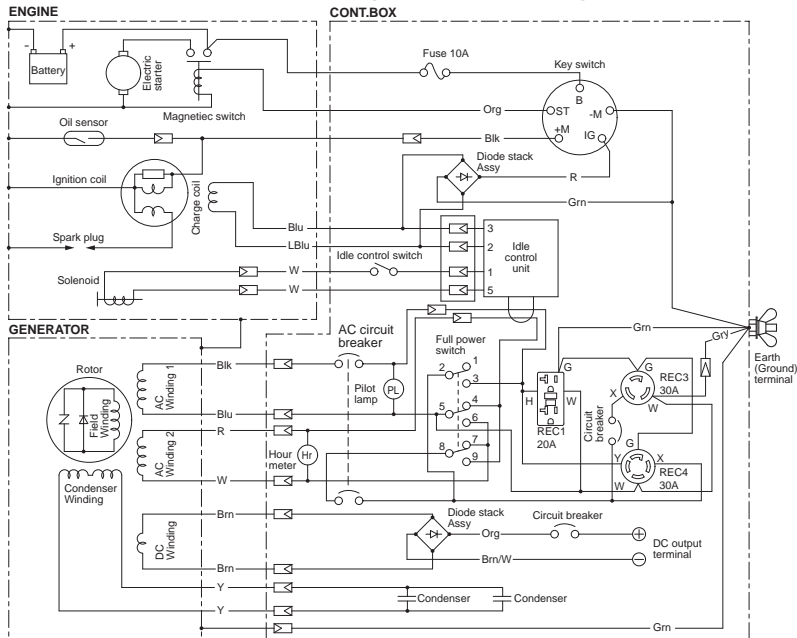 ENGINE
CONT.BOX
Fuse 10A
Key switch
- +
Battery
Electric
starter
B
Org
ST
-M
Magnetiec switch
Oil sensor
Blk
+M
IG
Diode stack
Assy
R
Ignition coil
Charge coil
Grn
Blu
3
LBlu
2
Idle
control
unit
Spark plug
Idle control switch
W
1
Solenoid
W
5
GENERATOR
AC circuit
breaker
Full power
switch
Grn
Gry
Earth
(Ground)
terminal
Rotor
Blk
1
2
3
G
G
REC3
30A
Field
Winding
AC
Winding 1
Pilot
lamp
PL
H
W
X
W
Blu
5
4
6
REC1
20A
Circuit
breaker
R
AC
Winding 2
Hour
meter
Hr
7
8
9
G
Y
X
REC4
30A
W
W
Condenser
Winding
Brn
Diode stack
Assy
Circuit breaker
DC
Winding
Org
+
DC output
terminal
Brn/W
−
Brn
Y
Condenser
Condenser
Y
Grn